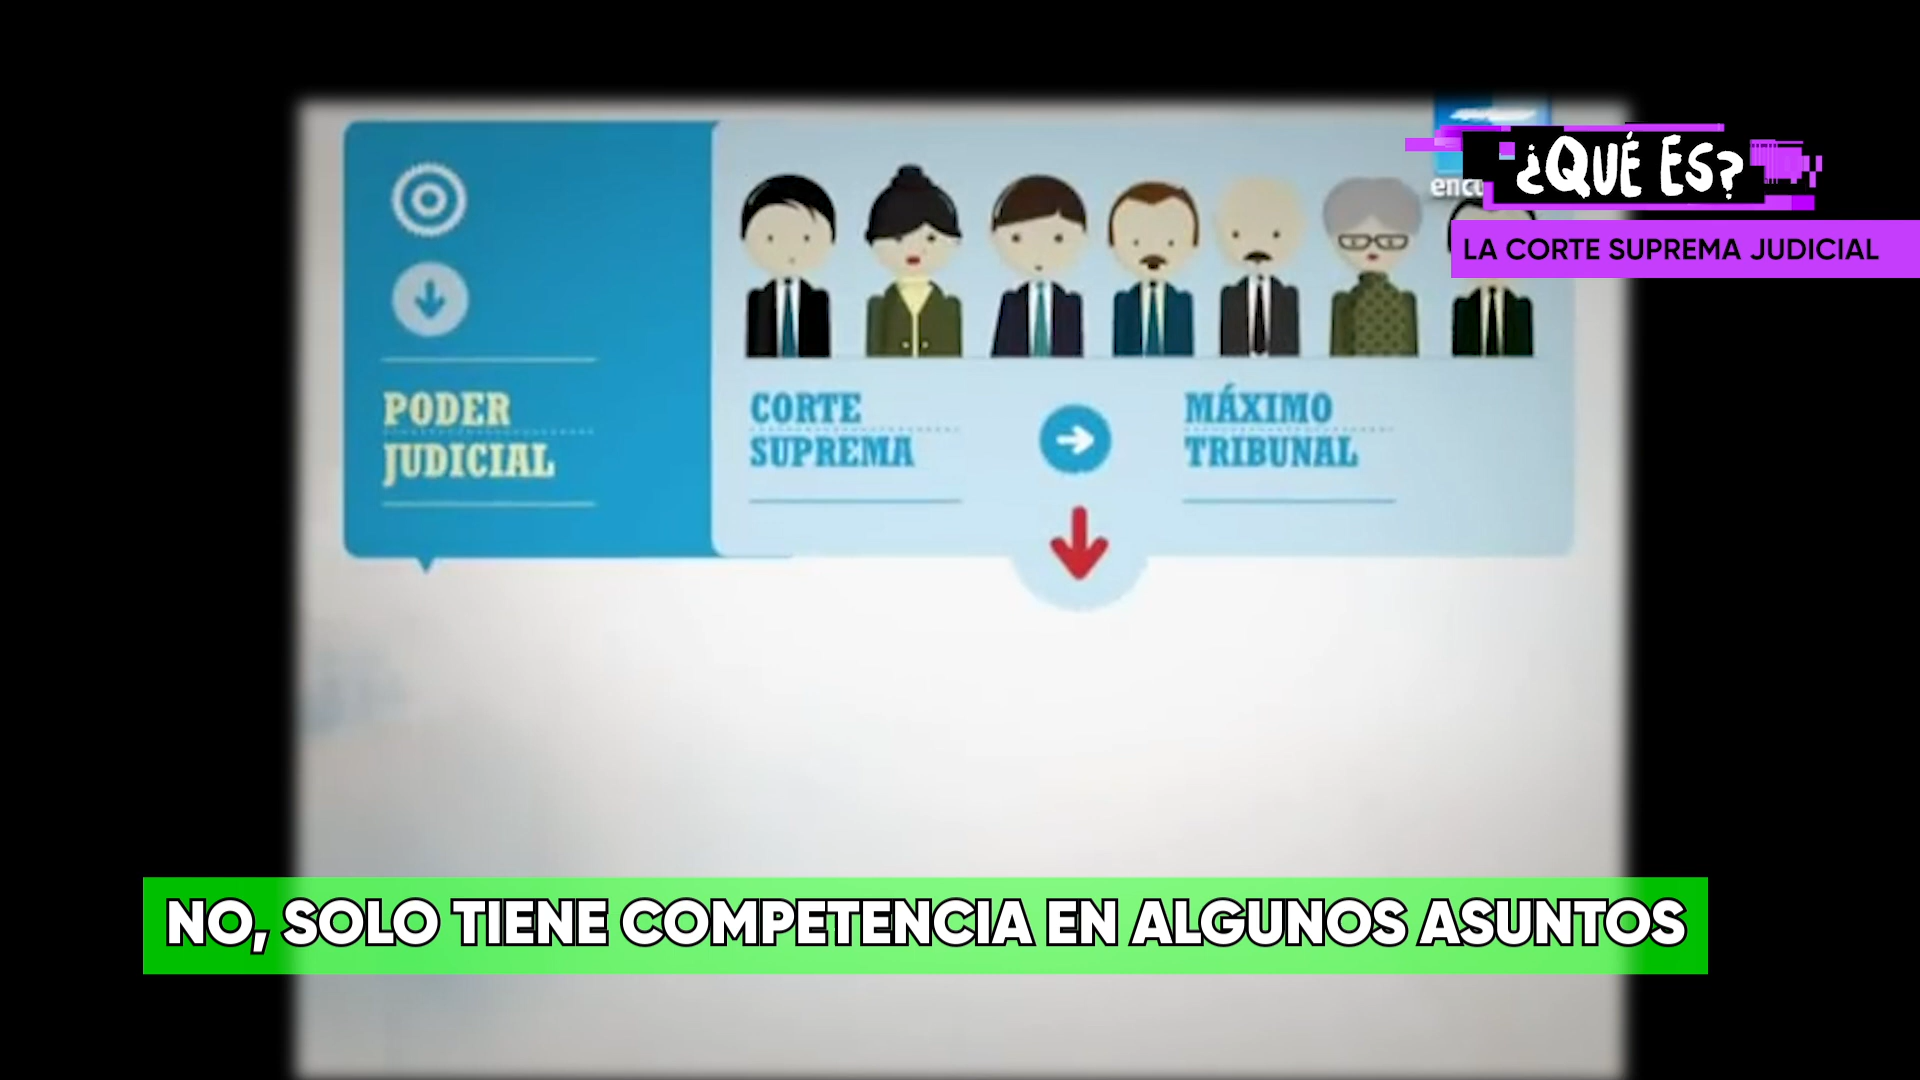 ¿QUÉ ES?
LA CORTE SUPREMA JUDICIAL
PODER
JUDICIAL
CORTE
SUPREMA
MÁXIMO
TRIBUNAL
NO, SOLO TIENE COMPETENCIA EN ALGUNOS ASUNTOS